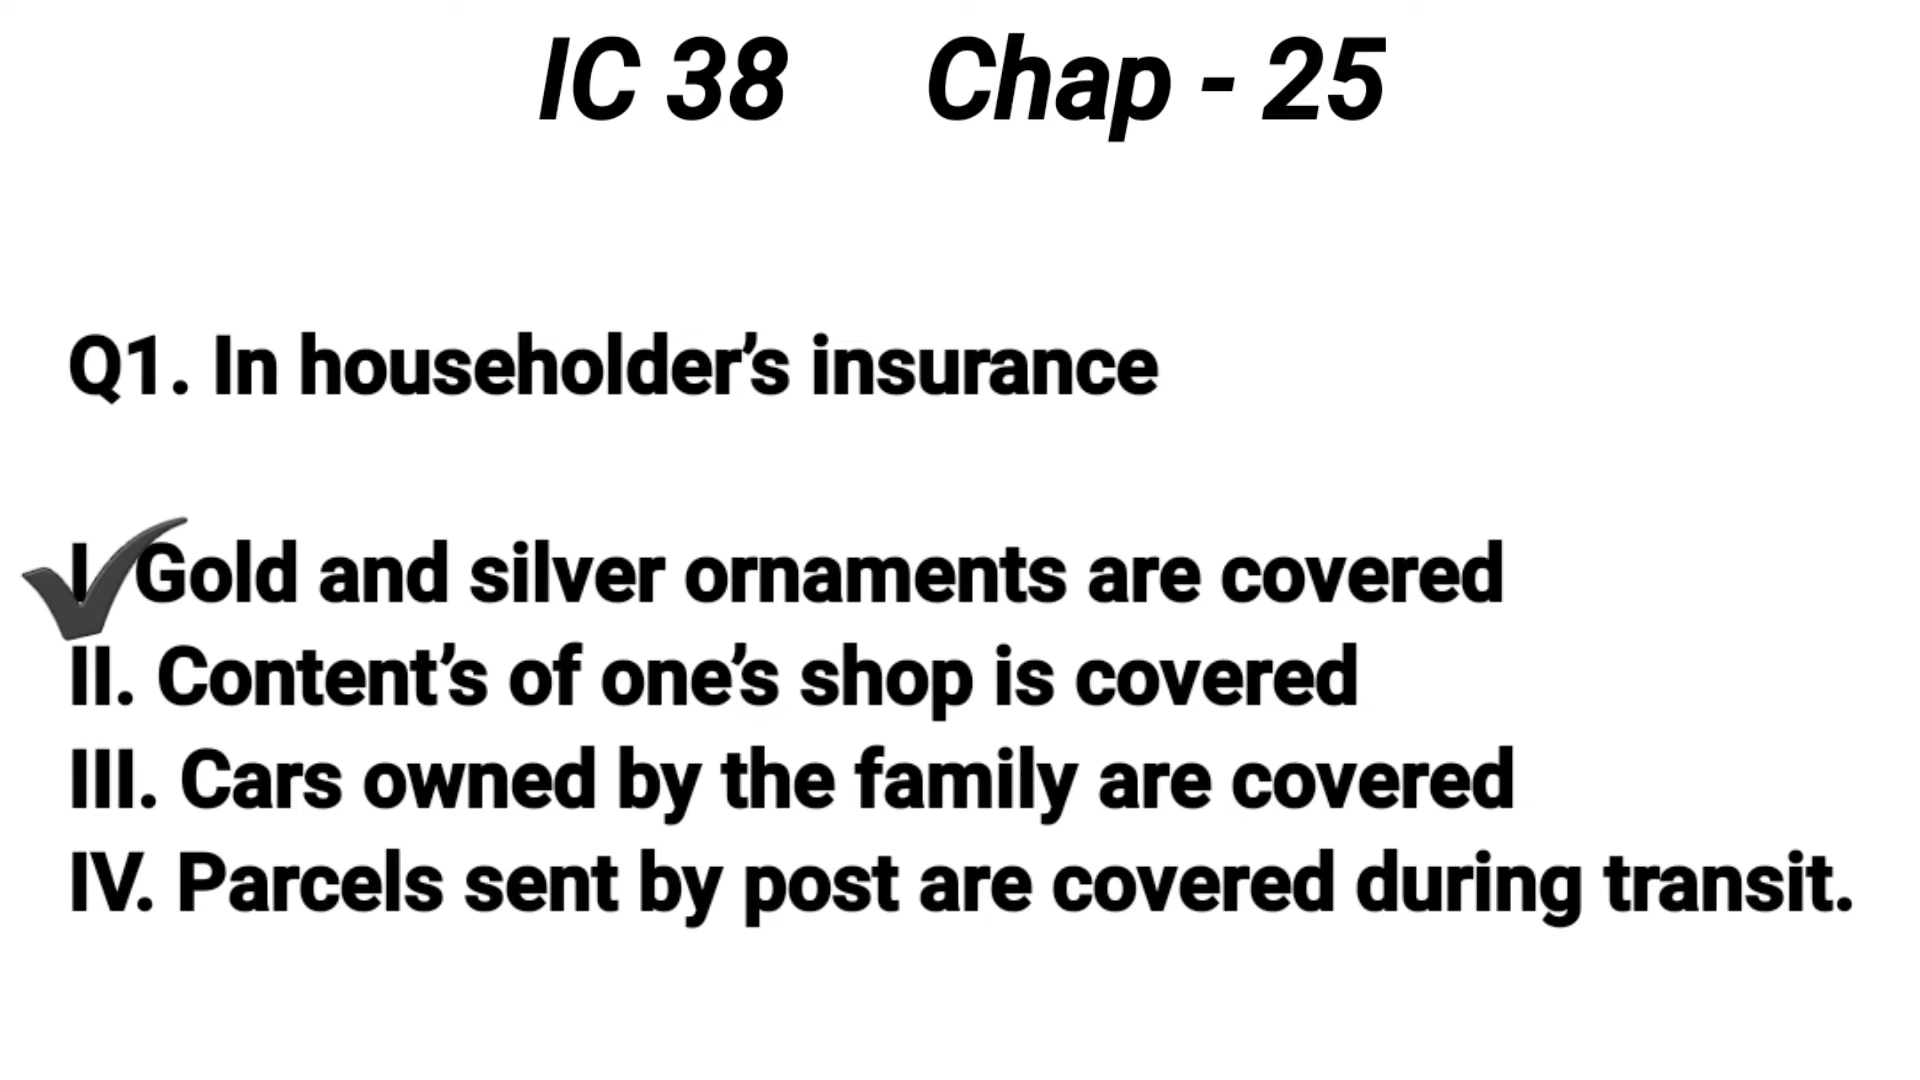 IC 38 Chap - 25
Q1. In householder’s insurance
I Gold and silver ornaments are covered
II. Content’s of one’s shop is covered
III. Cars owned by the family are covered
IV. Parcels sent by post are covered during transit.